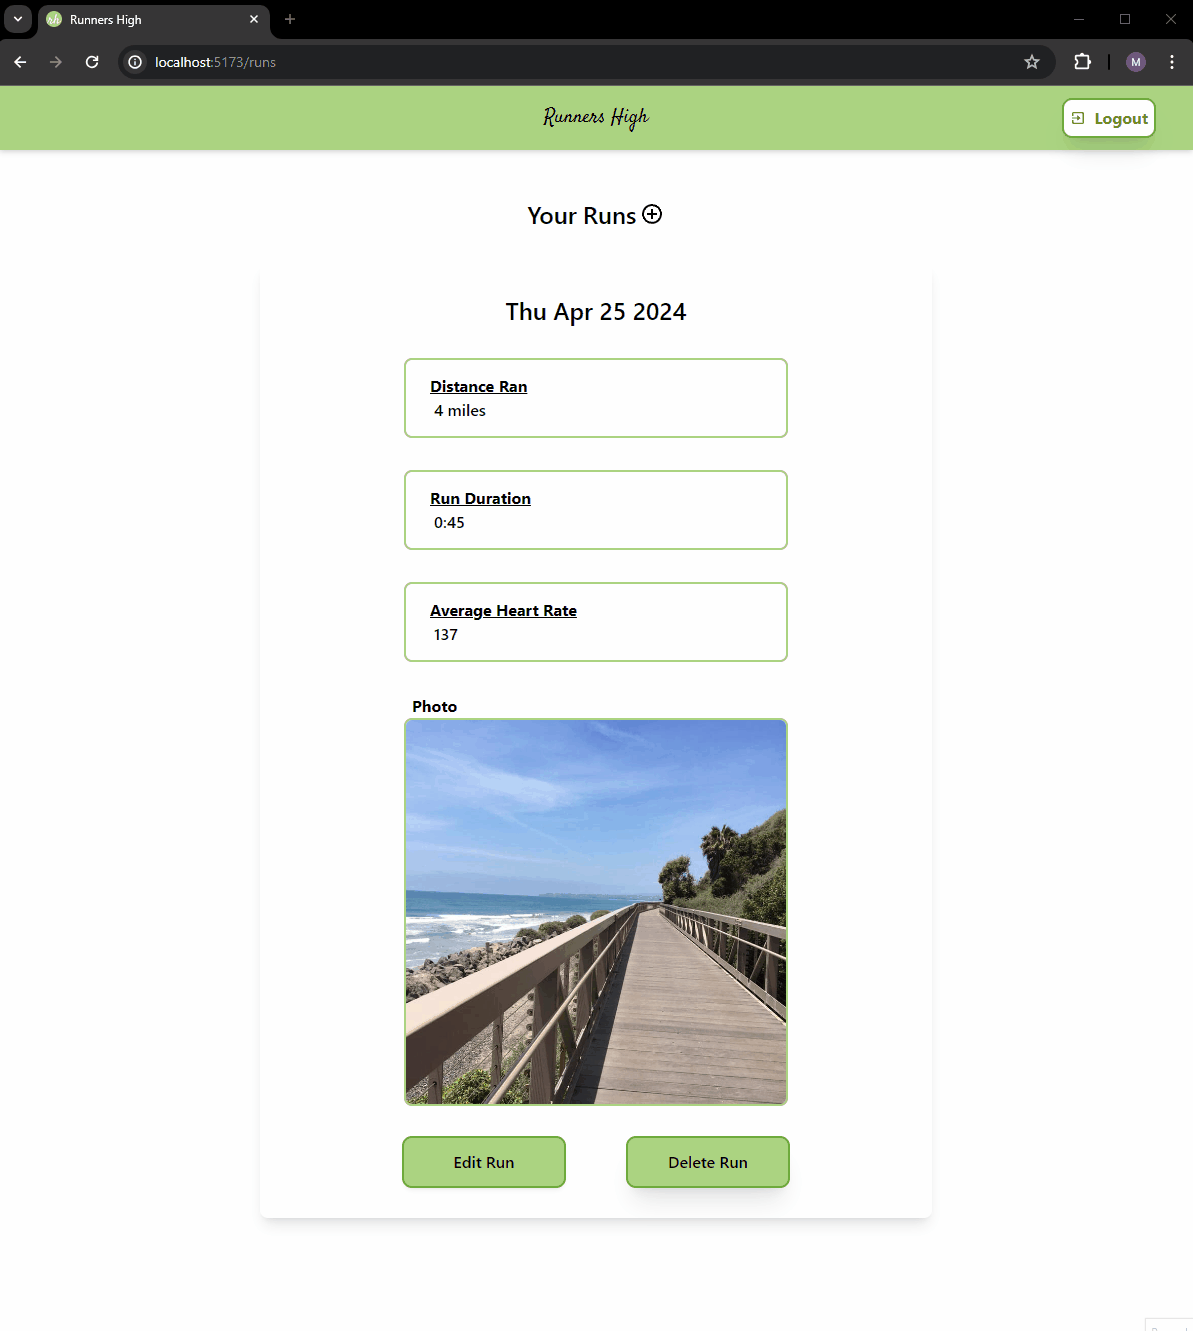 Runners High
localhost:5173/runs
M
Runners High
Logout
Your Runs
Thu Apr 25 2024
Distance Ran
4 miles
Run Duration
0:45
Average Heart Rate
137
Photo
Edit Run
Delete Run